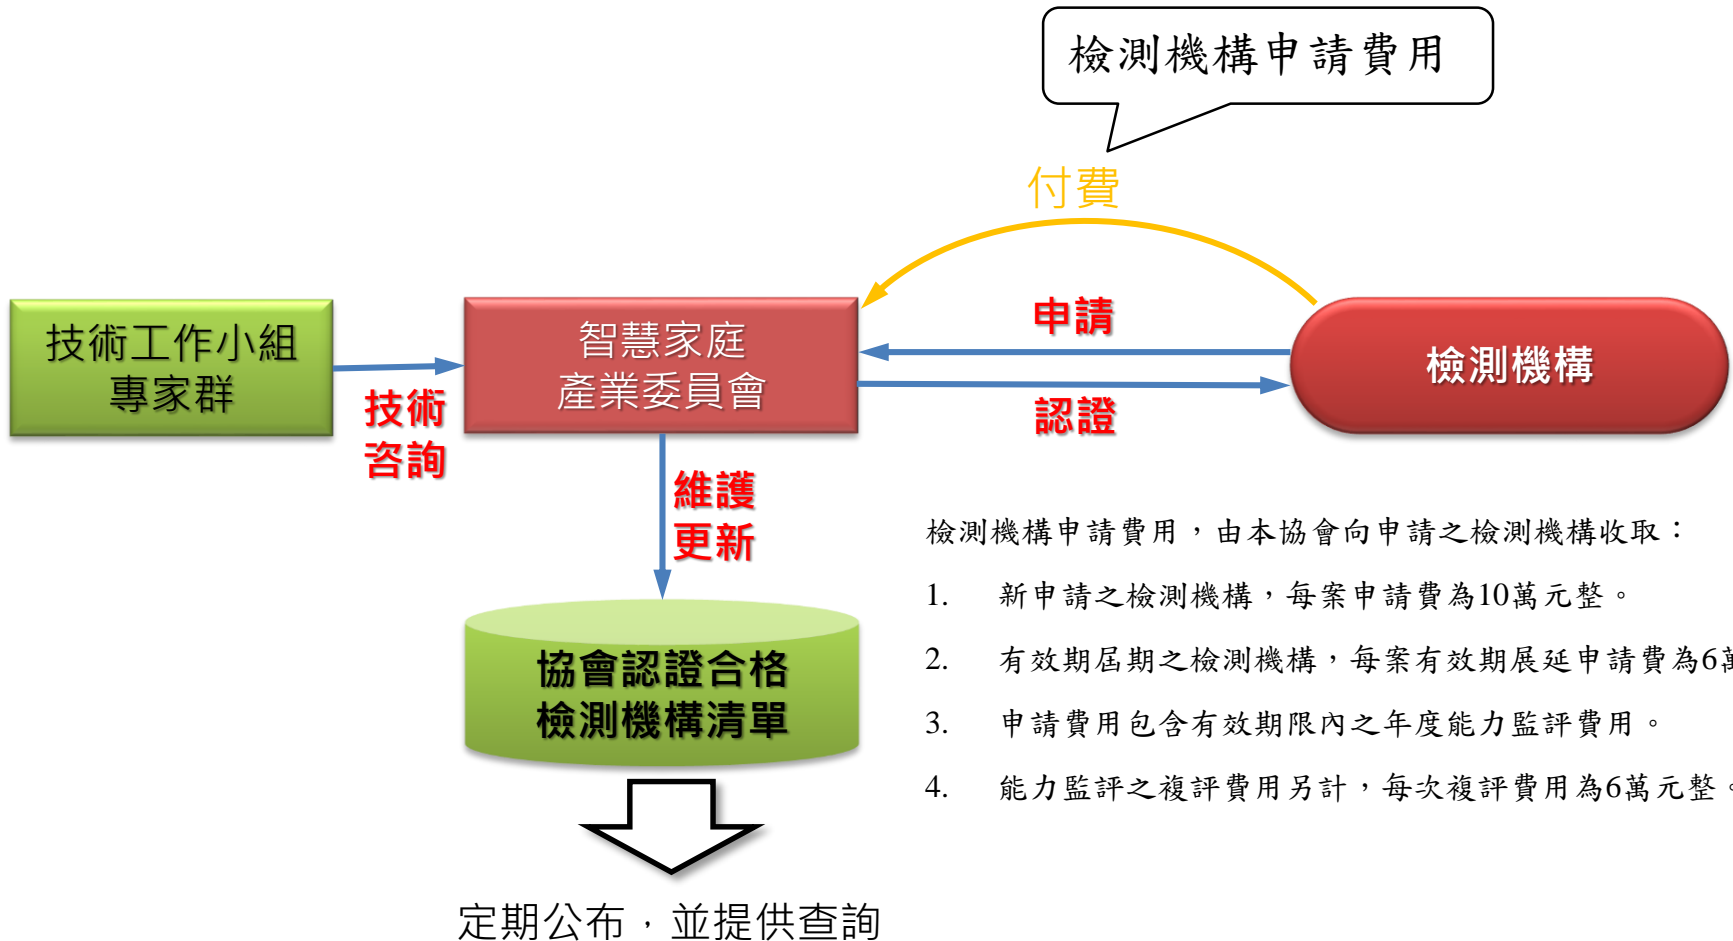 檢測機構申請費用
付費
技術工作小組
專家群
技術
咨詢
智慧家庭
產業委員會
申請
認證
檢測機構
維護
更新
協會認證合格
檢測機構清單
定期公布，並提供查詢
檢測機構申請費用，由本協會向申請之檢測機構收取：
1. 新申請之檢測機構，每案申請費為10萬元整。
2. 有效期屆期之檢測機構，每案有效期展延申請費為6萬
3. 申請費用包含有效期限內之年度能力監評費用。
4. 能力監評之複評費用另計，每次複評費用為6萬元整。